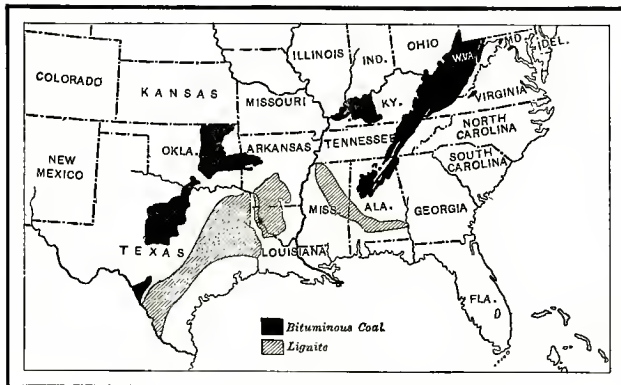 ILLINOIS
IND.
OHIO
MD.
DEL.
W.VA.
COLORADO
KANSAS
MISSOURI
KY.
VIRGINIA
NORTH
CAROLINA
TENNESSEE
OKLA.
ARKANSAS
NEW
MEXICO
SOUTH
CAROLINA
MISS.
ALA.
GEORGIA
TEXAS
LOUISIANA
FLA.
Bituminous Coal
Lignite